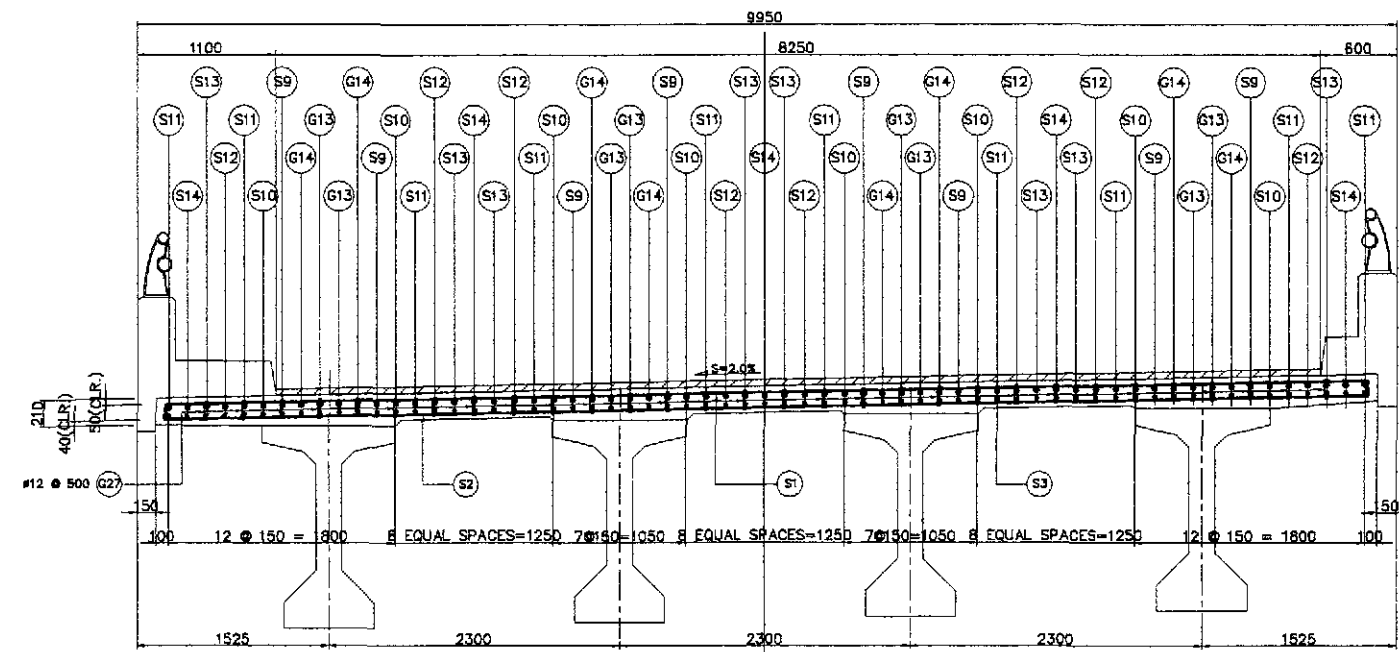 9950
1100 8250 600
S13 S9 G14 S12 S12 G14 S9 S13 S13 S9 G14 S12 S12 G14 S9 S13
S11 S11 G13 S10 S14 S10 G13 S11 S11 G13 S10 S14 S10 G13 S11 S11
S12 G14 S9 S13 S11 G13 S10 S14 S10 G13 S11 S13 S9 G14 S12
S14 S10 G13 S11 S13 S9 G14 S12 S12 G14 S9 S13 S11 G13 S10 S14
S=2.0%
210
40(CLR.)
50(CLR.)
#12 @ 500 G27 S2 S1 S3
150 150
100 12 @ 150 = 1800 8 EQUAL SPACES=1250 7@150=1050 8 EQUAL SPACES=1250 7@150=1050 8 EQUAL SPACES=1250 12 @ 150 = 1800 100
1525 2300 2300 2300 1525